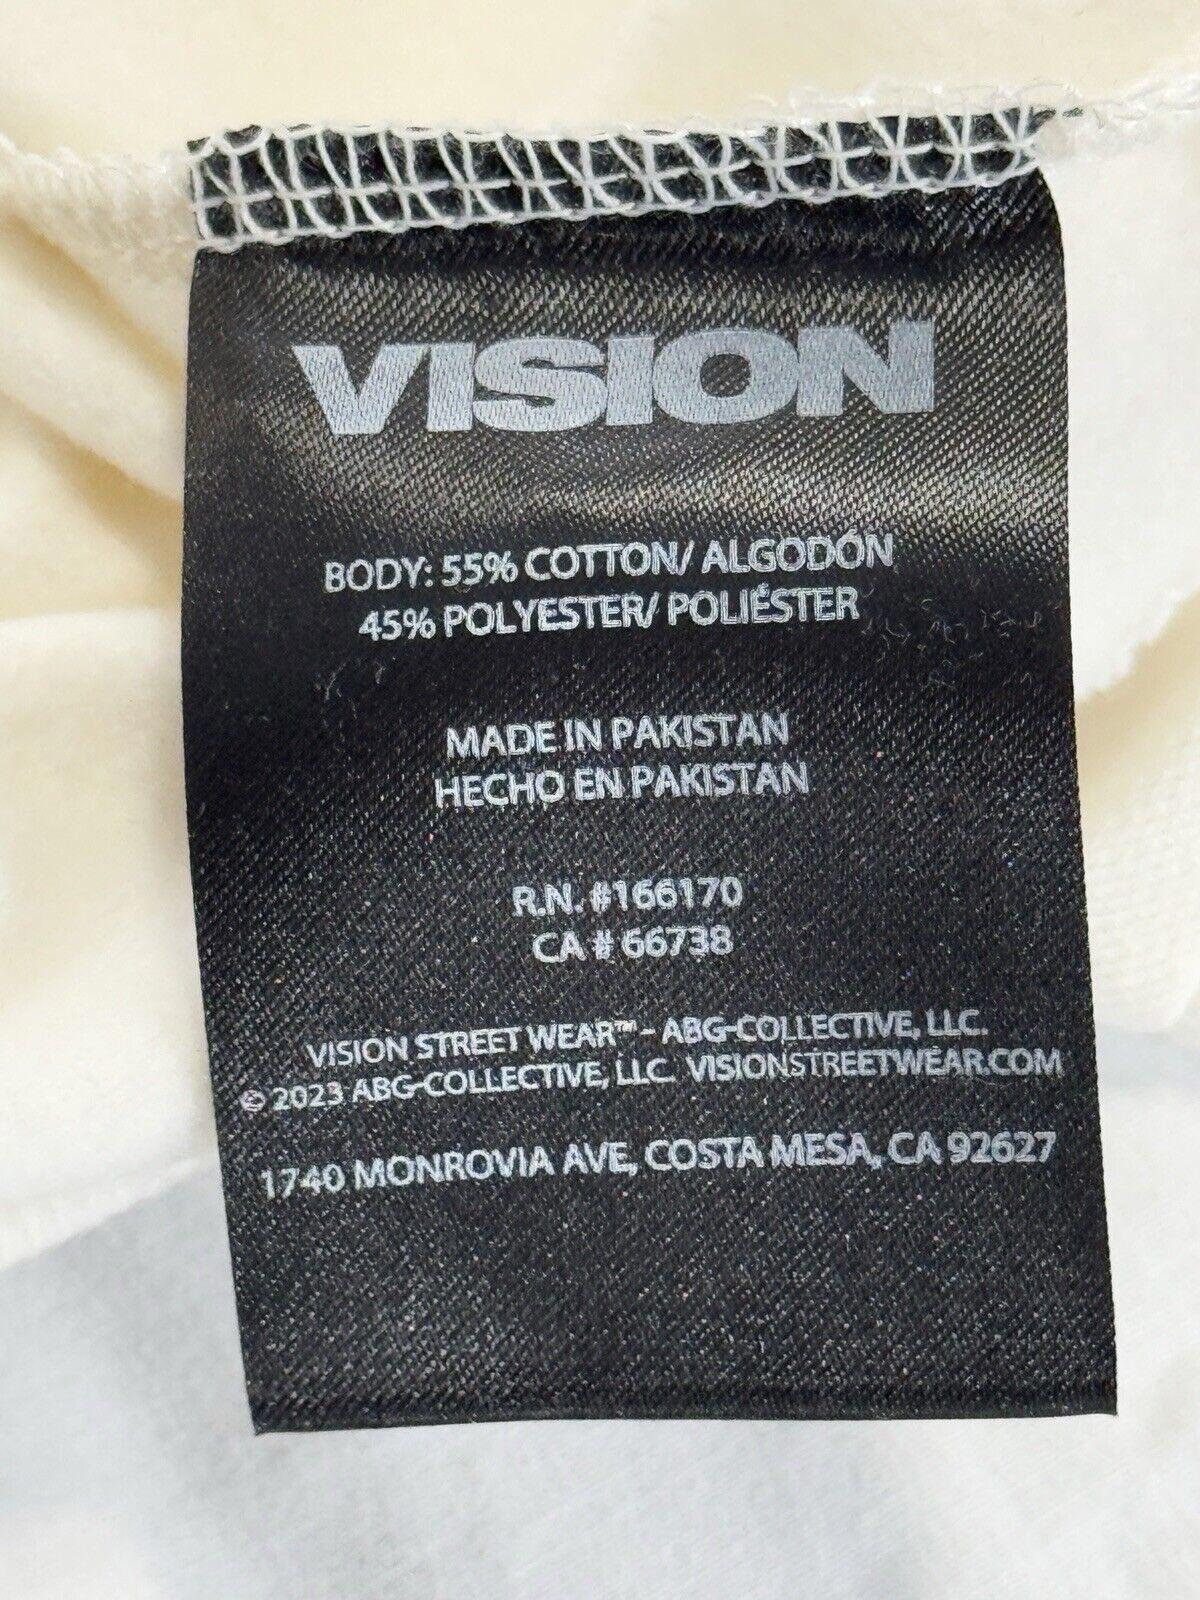 VISION
BODY: 55% COTTON/ ALGODÓN
45% POLYESTER/ POLIÉSTER
MADE IN PAKISTAN
HECHO EN PAKISTAN
R.N. #166170
CA # 66738
VISION STREET WEAR™ - ABG-COLLECTIVE, LLC.
© 2023 ABG-COLLECTIVE, LLC. VISIONSTREETWEAR.COM
1740 MONROVIA AVE, COSTA MESA, CA 92627